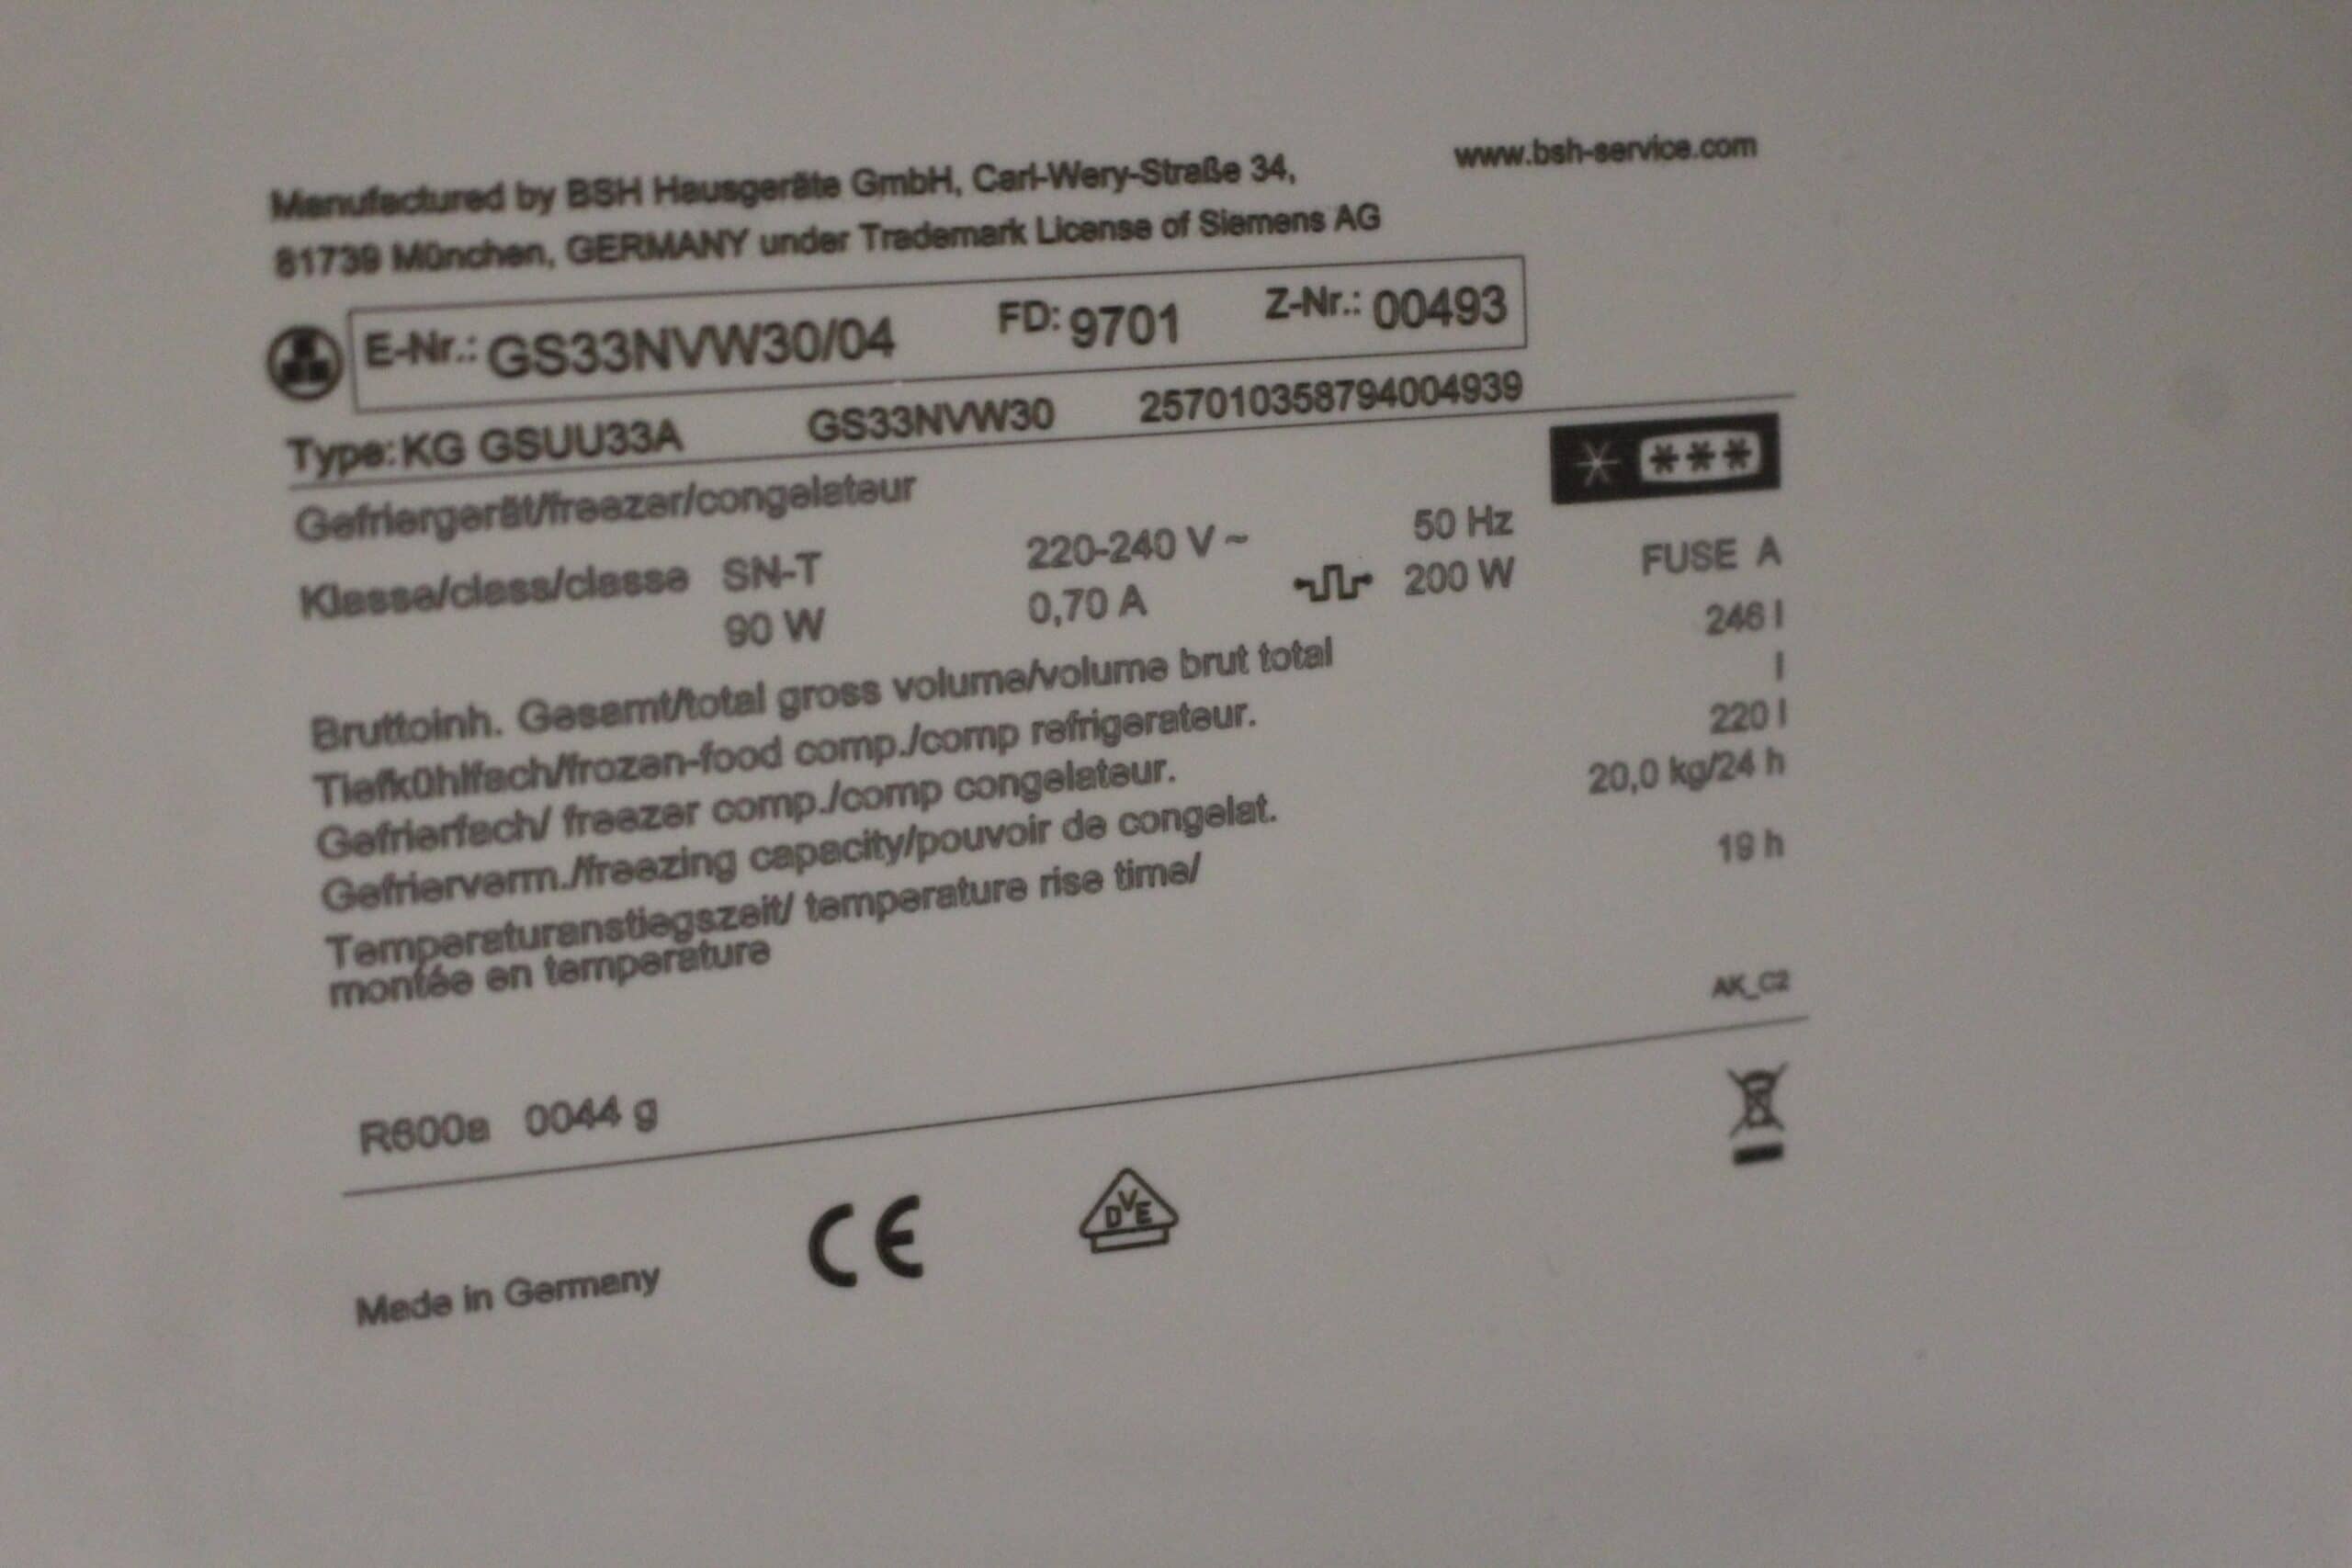 www.bsh-service.com
Manufactured by BSH Hausgeräte GmbH, Carl-Wery-Straße 34,
81739 München, GERMANY under Trademark License of Siemens AG
E-Nr.: GS33NVW30/04 FD: 9701 Z-Nr.: 00493
Type: KG GSUU33A GS33NVW30 257010358794004939
Gefriergerät/freezer/congelateur
Klasse/class/classe SN-T 220-240 V ~ 50 Hz
90 W 0,70 A 200 W FUSE A
Bruttoinh. Gesamt/total gross volume/volume brut total 246 l
Tiefkühlfach/frozen-food comp./comp refrigerateur. l
Gefrierfach/ freezer comp./comp congelateur. 220 l
Gefrierverm./freezing capacity/pouvoir de congelat. 20,0 kg/24 h
Temperaturanstiegszeit/ temperature rise time/ 19 h
montée en temperature
AK_C2
R600a 0044 g
Made in Germany CE DVE